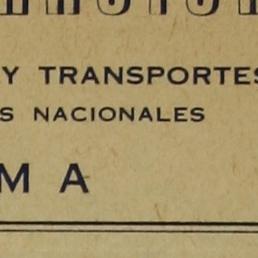 Y TRANSPORTES
S NACIONALES
M A